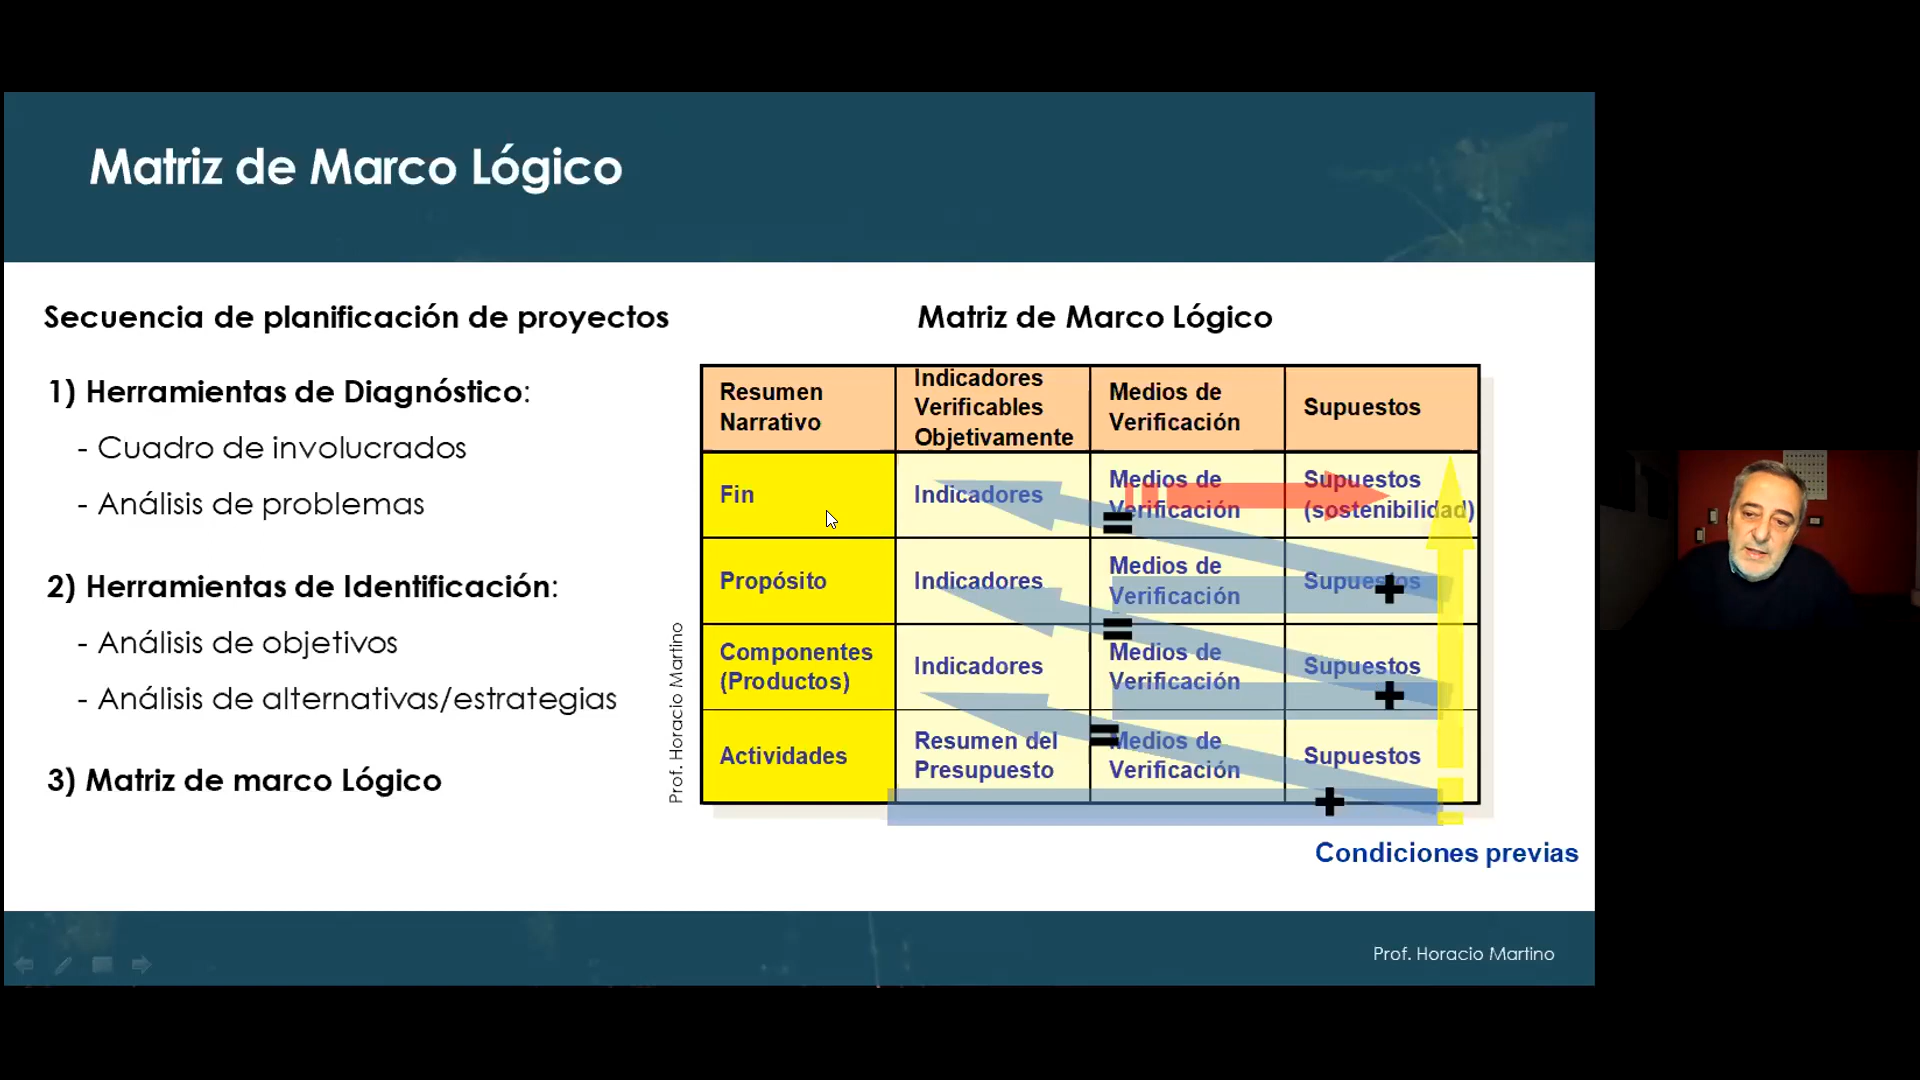 Matriz de Marco Lógico
Secuencia de planificación de proyectos
1) Herramientas de Diagnóstico:
- Cuadro de involucrados
- Análisis de problemas
2) Herramientas de Identificación:
- Análisis de objetivos
- Análisis de alternativas/estrategias
3) Matriz de marco Lógico
Matriz de Marco Lógico
Resumen
Narrativo
Indicadores
Verificables
Objetivamente
Medios de
Verificación
Supuestos
Fin
Indicadores
Medios de
Verificación
Supuestos
(sostenibilidad)
=
Propósito
Indicadores
Medios de
Verificación
Supuestos
+
=
Componentes
(Productos)
Indicadores
Medios de
Verificación
Supuestos
+
=
Actividades
Resumen del
Presupuesto
Medios de
Verificación
Supuestos
+
Condiciones previas
Prof. Horacio Martino
Prof. Horacio Martino